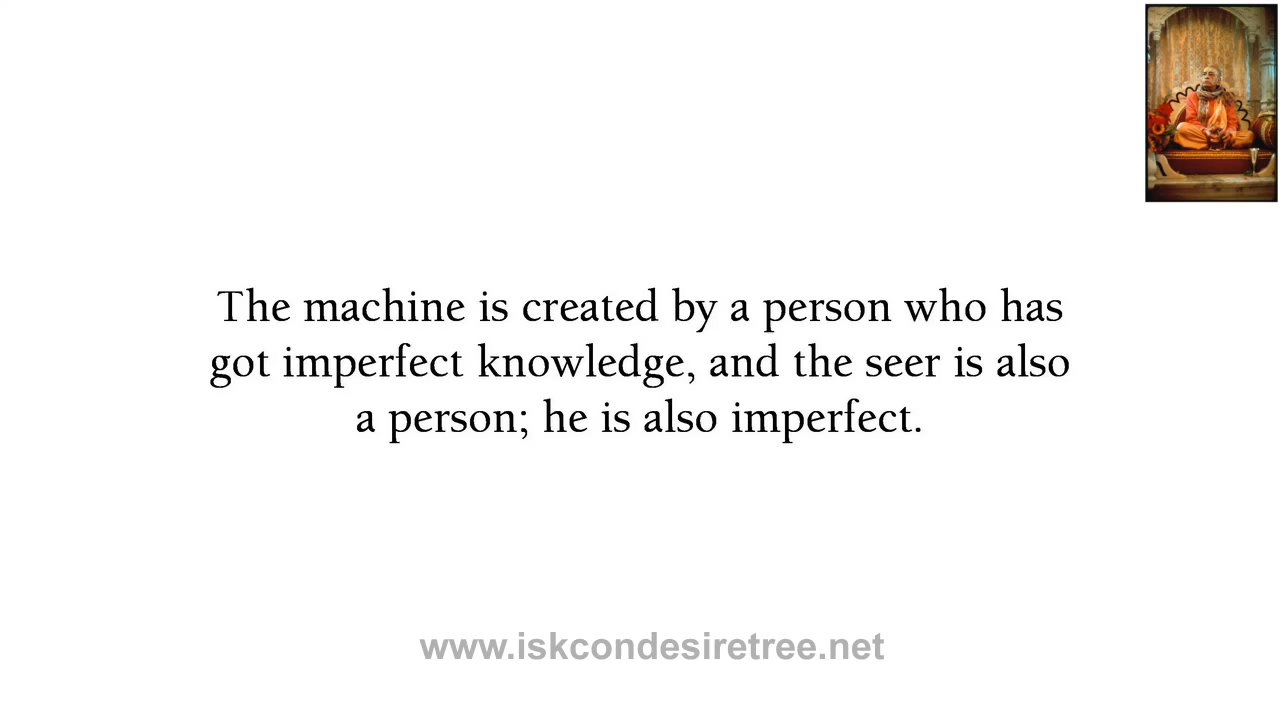 The machine is created by a person who has
got imperfect knowledge, and the seer is also
a person; he is also imperfect.
www.iskcondesiretree.net